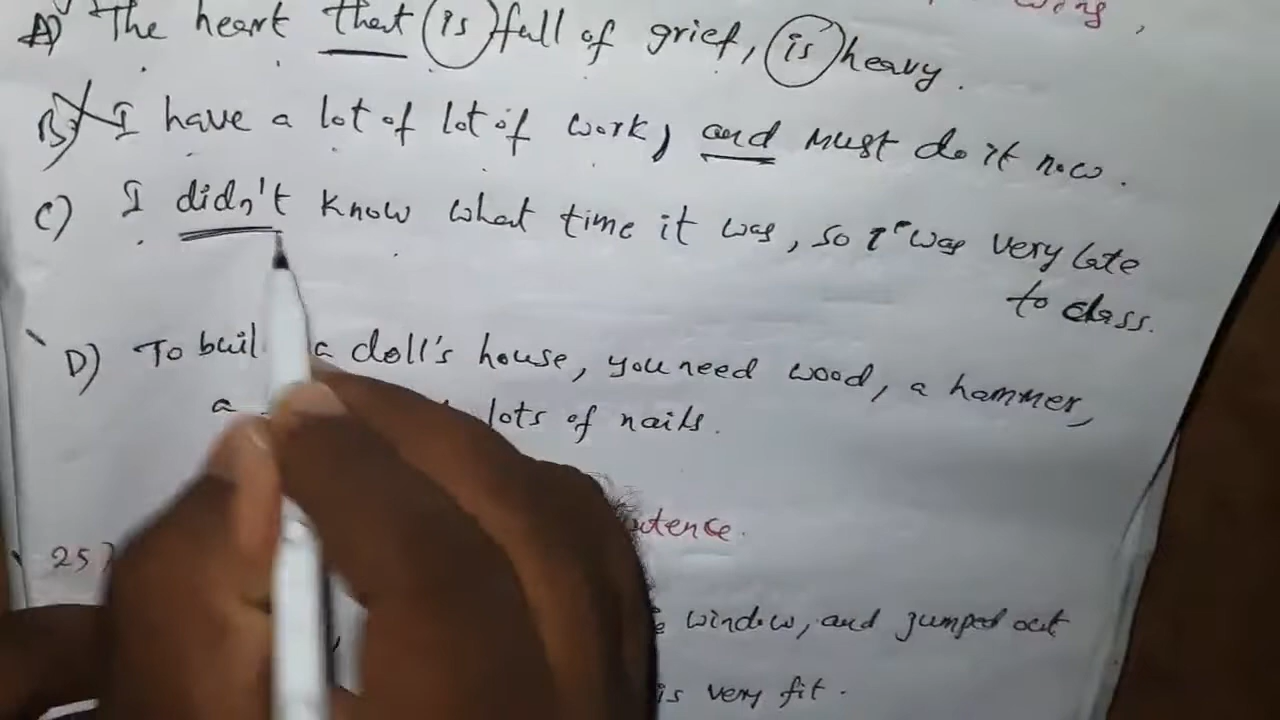 wing,
A) The heart that is full of grief, is heavy.
B) I have a lot of lot of work, and must do it now.
C) I didn't know what time it was, so I was very late
to class.
D) To buil a doll's house, you need wood, a hammer,
a lots of nails.
25)
window, and jumped out
is very fit.